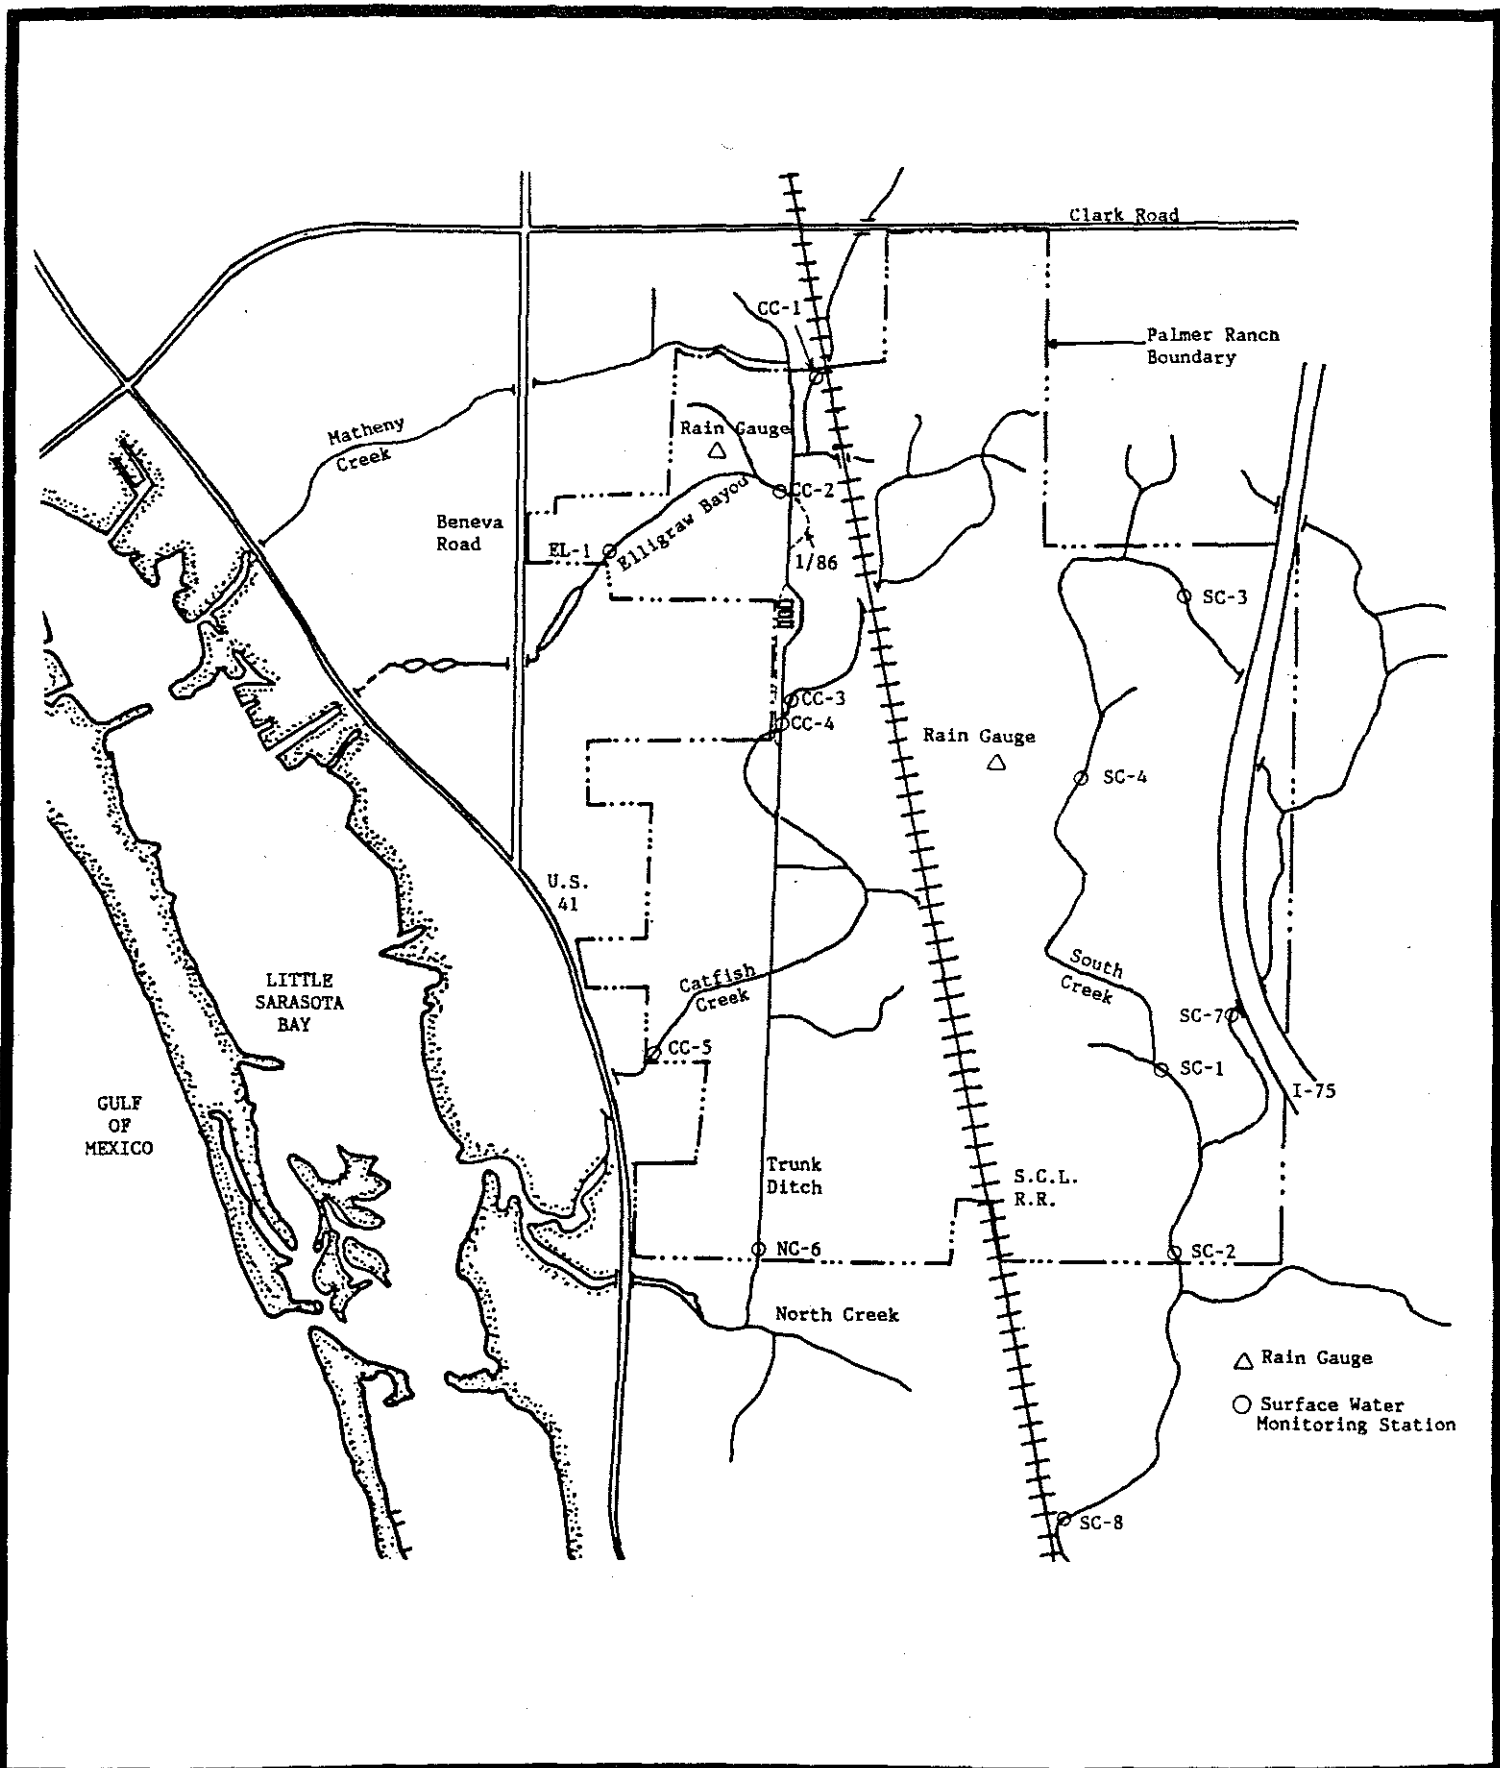 Clark Road
CC-1
Palmer Ranch
Boundary
Matheny
Creek
Rain Gauge
CC-2
Elligraw Bayou
Beneva
Road
EL-1
1/86
SC-3
CC-3
CC-4
Rain Gauge
SC-4
U.S.
41
LITTLE
SARASOTA
BAY
Catfish
Creek
South
Creek
SC-7
CC-5
SC-1
I-75
GULF
OF
MEXICO
Trunk
Ditch
S.C.L.
R.R.
NC-6
SC-2
North Creek
Rain Gauge
Surface Water
Monitoring Station
SC-8